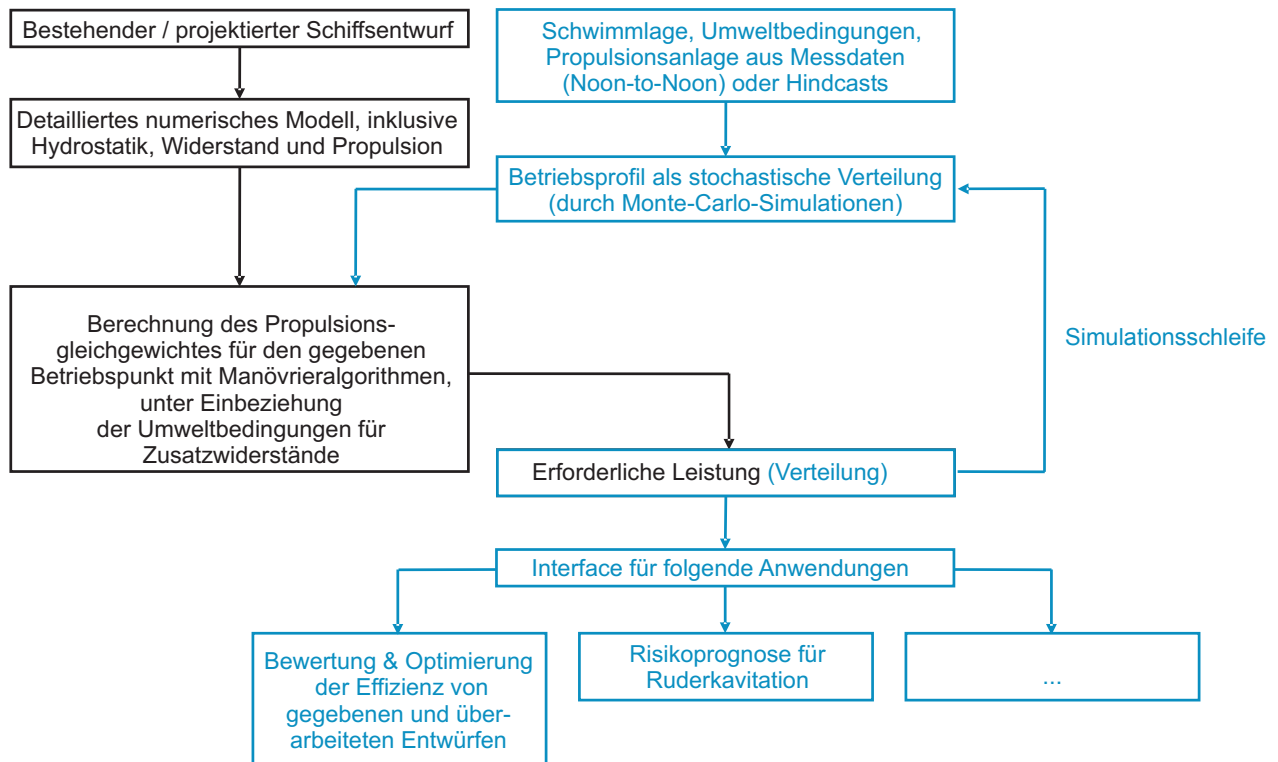 Bestehender / projektierter Schiffsentwurf
Schwimmlage, Umweltbedingungen,
Propulsionsanlage aus Messdaten
(Noon-to-Noon) oder Hindcasts
Detailliertes numerisches Modell, inklusive
Hydrostatik, Widerstand und Propulsion
Betriebsprofil als stochastische Verteilung
(durch Monte-Carlo-Simulationen)
Berechnung des Propulsions-
gleichgewichtes für den gegebenen
Betriebspunkt mit Manövrieralgorithmen,
unter Einbeziehung
der Umweltbedingungen für
Zusatzwiderstände
Simulationsschleife
Erforderliche Leistung (Verteilung)
Interface für folgende Anwendungen
Bewertung & Optimierung
der Effizienz von
gegebenen und über-
arbeiteten Entwürfen
Risikoprognose für
Ruderkavitation
...